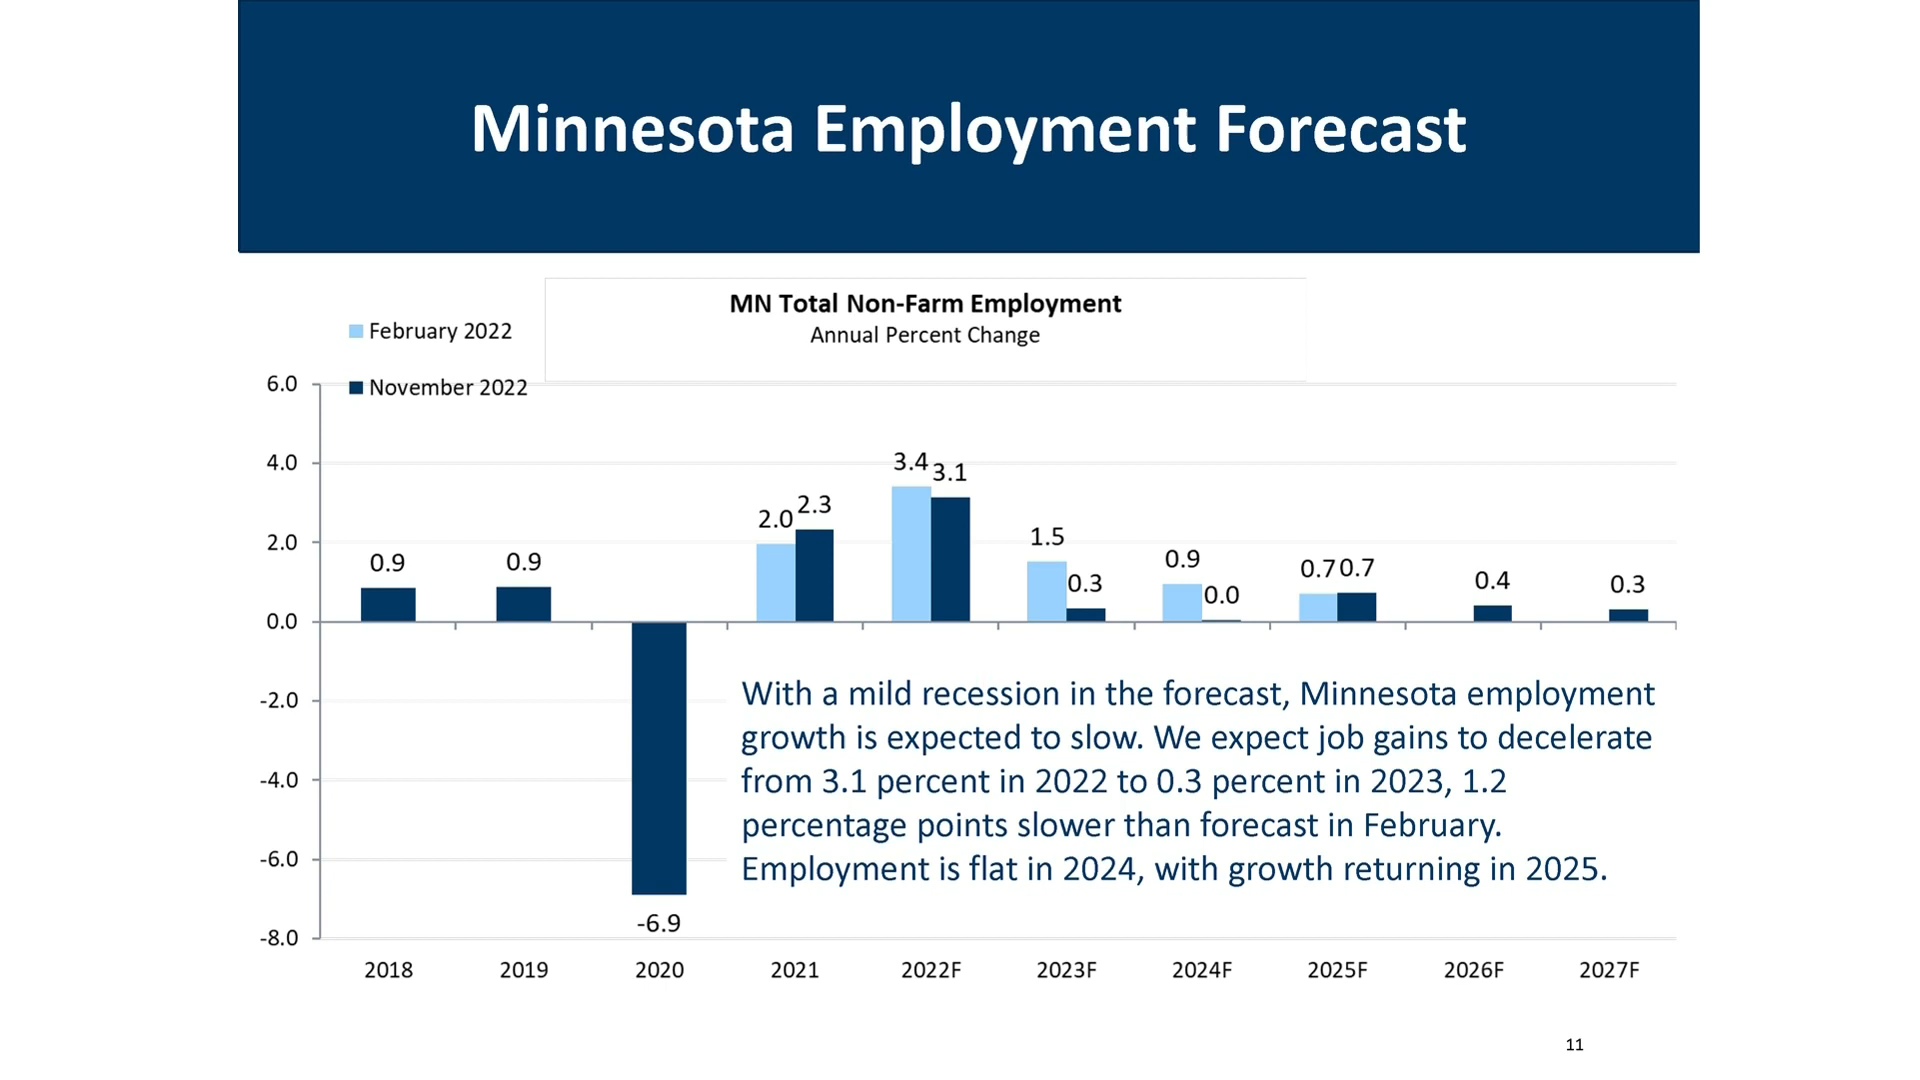 Minnesota Employment Forecast
MN Total Non-Farm Employment
Annual Percent Change
February 2022
November 2022
6.0
4.0
2.0
0.0
-2.0
-4.0
-6.0
-8.0
0.9
0.9
-6.9
2.0
2.3
3.4
3.1
1.5
0.3
0.9
0.0
0.7
0.7
0.4
0.3
With a mild recession in the forecast, Minnesota employment
growth is expected to slow. We expect job gains to decelerate
from 3.1 percent in 2022 to 0.3 percent in 2023, 1.2
percentage points slower than forecast in February.
Employment is flat in 2024, with growth returning in 2025.
2018 2019 2020 2021 2022F 2023F 2024F 2025F 2026F 2027F
11